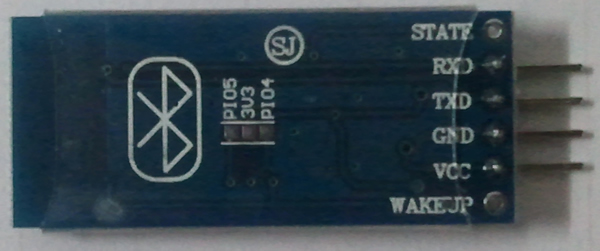 SJ
STATE
RXD
TXD
GND
VCC
WAKEUP
PIO5
3V3
PIO4